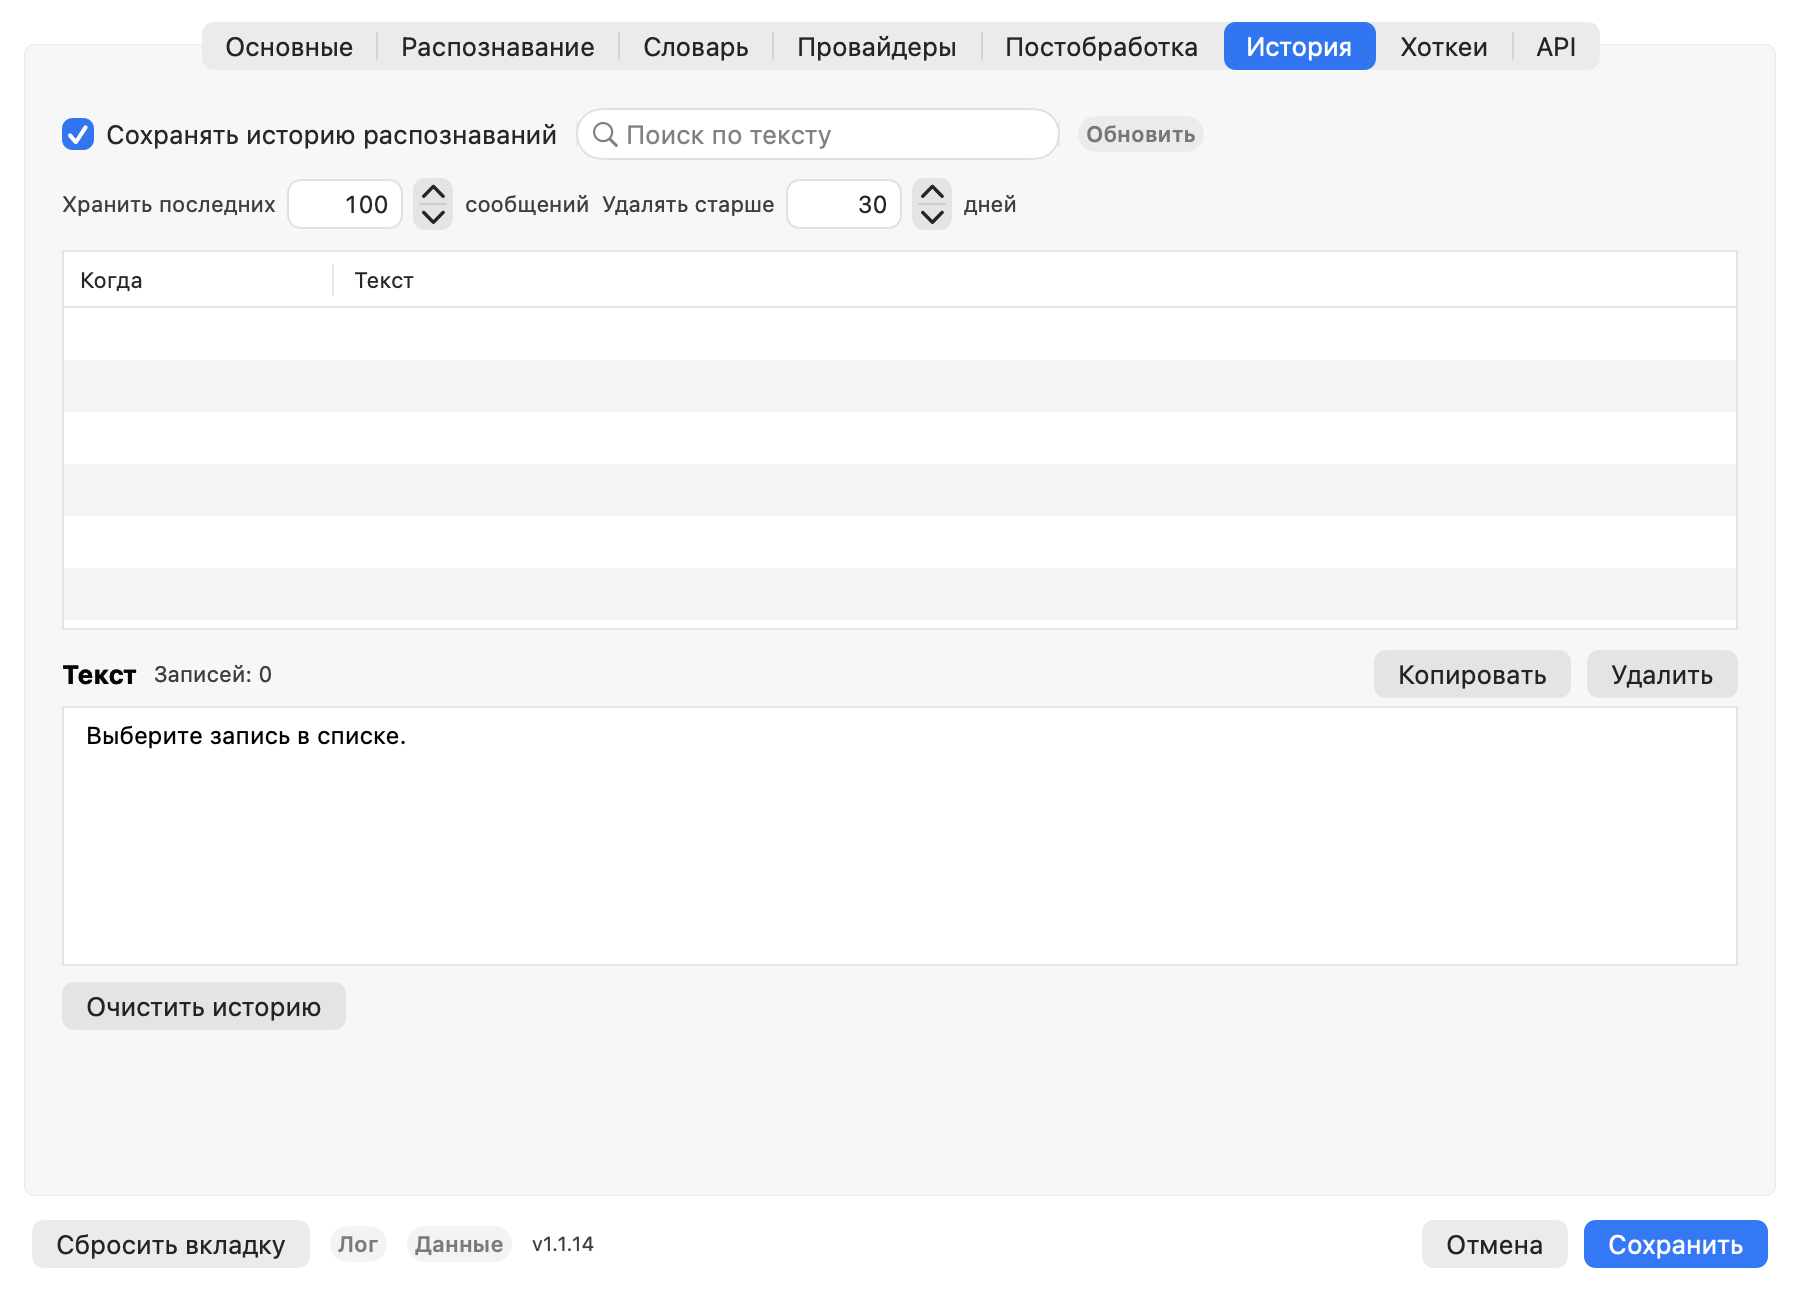 Основные Распознавание Словарь Провайдеры Постобработка История Хоткеи API
Сохранять историю распознаваний Поиск по тексту Обновить
Хранить последних 100 сообщений Удалять старше 30 дней
Когда Текст
Текст Записей: 0 Копировать Удалить
Выберите запись в списке.
Очистить историю
Сбросить вкладку Лог Данные v1.1.14 Отмена Сохранить